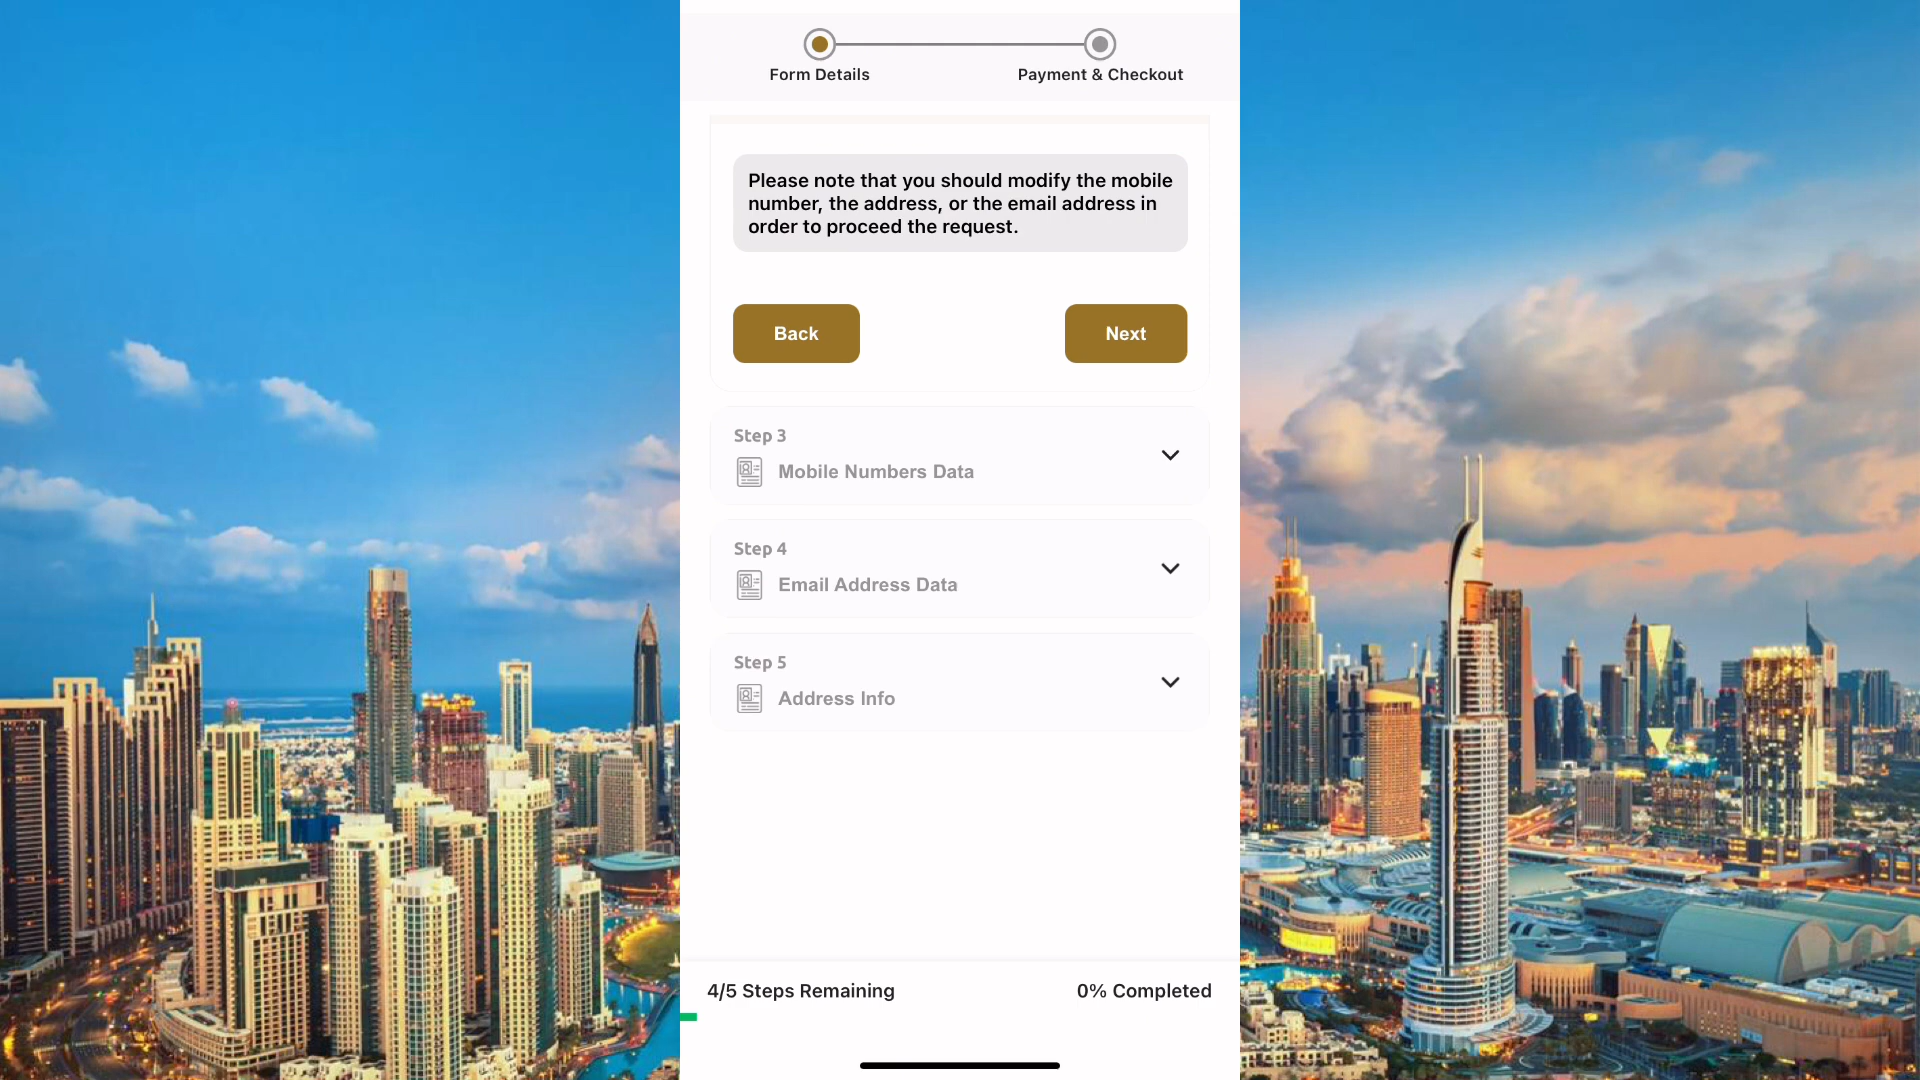 Form Details
Payment & Checkout
Please note that you should modify the mobile
number, the address, or the email address in
order to proceed the request.
Back
Next
Step 3
Mobile Numbers Data
Step 4
Email Address Data
Step 5
Address Info
4/5 Steps Remaining
0% Completed